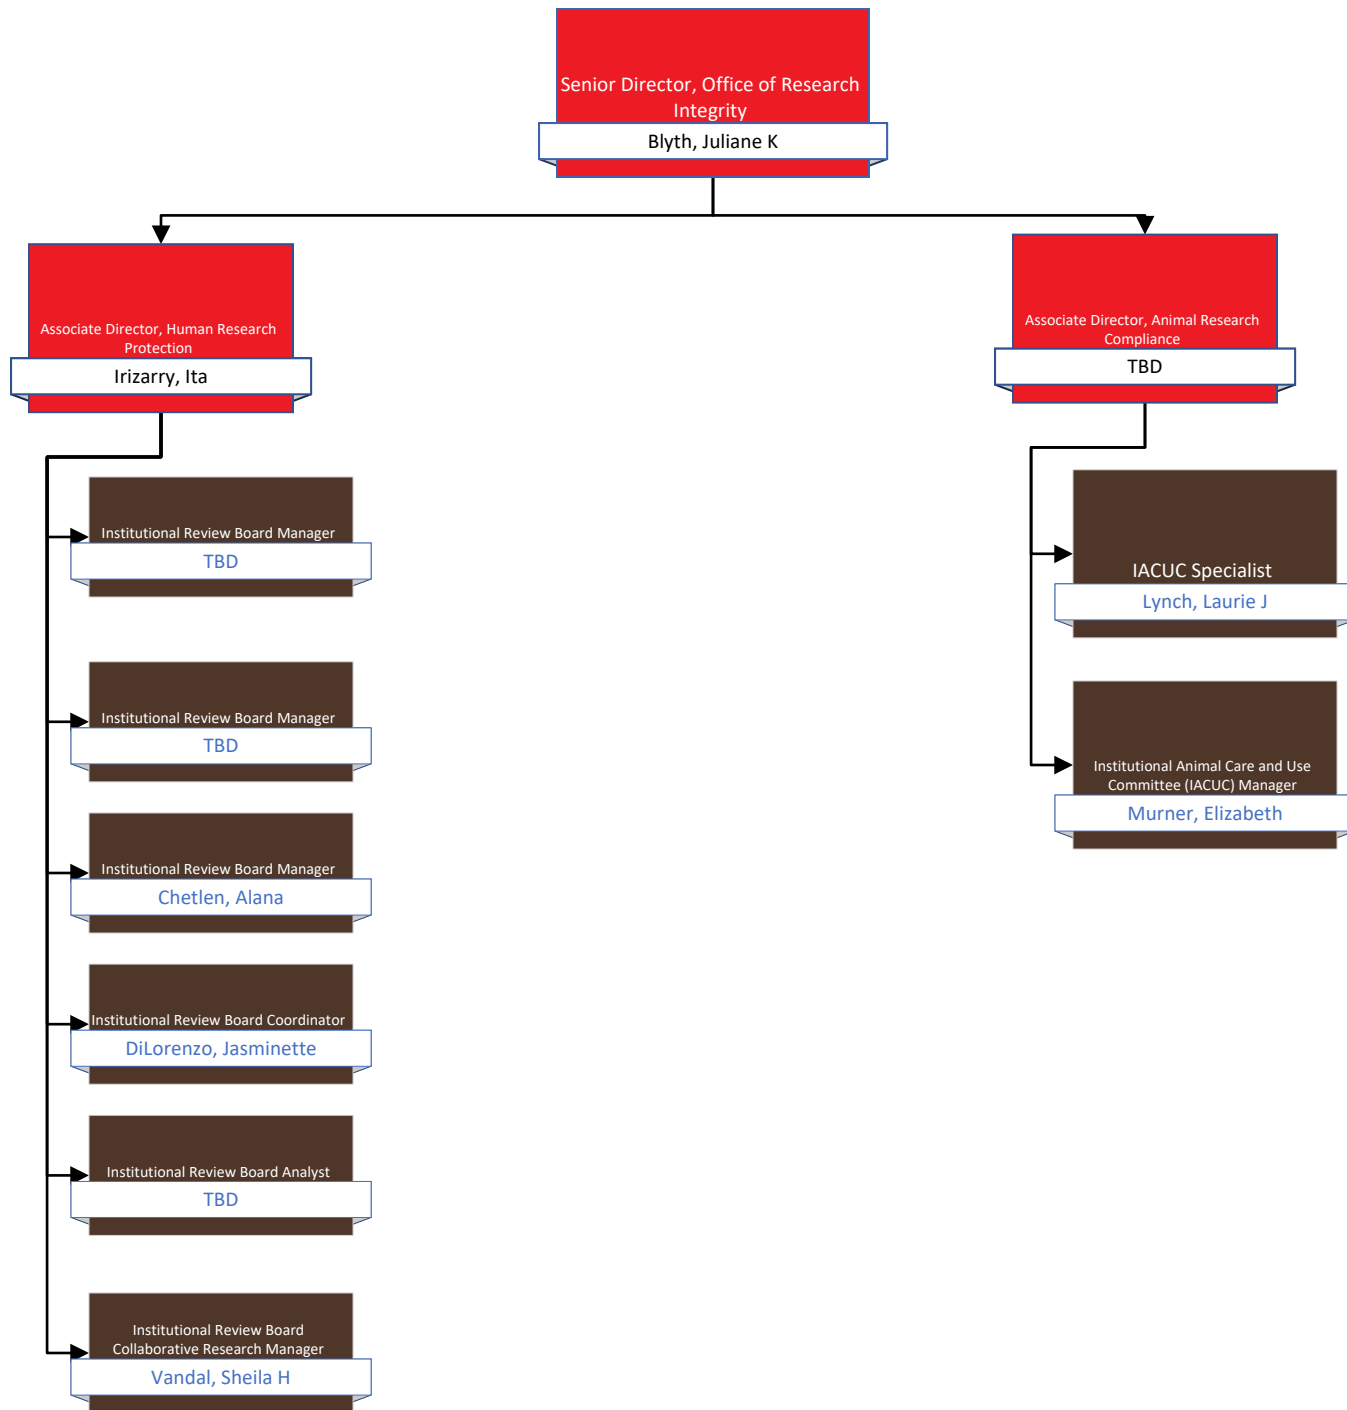 Senior Director, Office of Research
Integrity
Blyth, Juliane K
Associate Director, Human Research
Protection
Irizarry, Ita
Institutional Review Board Manager
TBD
Institutional Review Board Manager
TBD
Institutional Review Board Manager
Chetlen, Alana
Institutional Review Board Coordinator
DiLorenzo, Jasminette
Institutional Review Board Analyst
TBD
Institutional Review Board
Collaborative Research Manager
Vandal, Sheila H
Associate Director, Animal Research
Compliance
TBD
IACUC Specialist
Lynch, Laurie J
Institutional Animal Care and Use
Committee (IACUC) Manager
Murner, Elizabeth